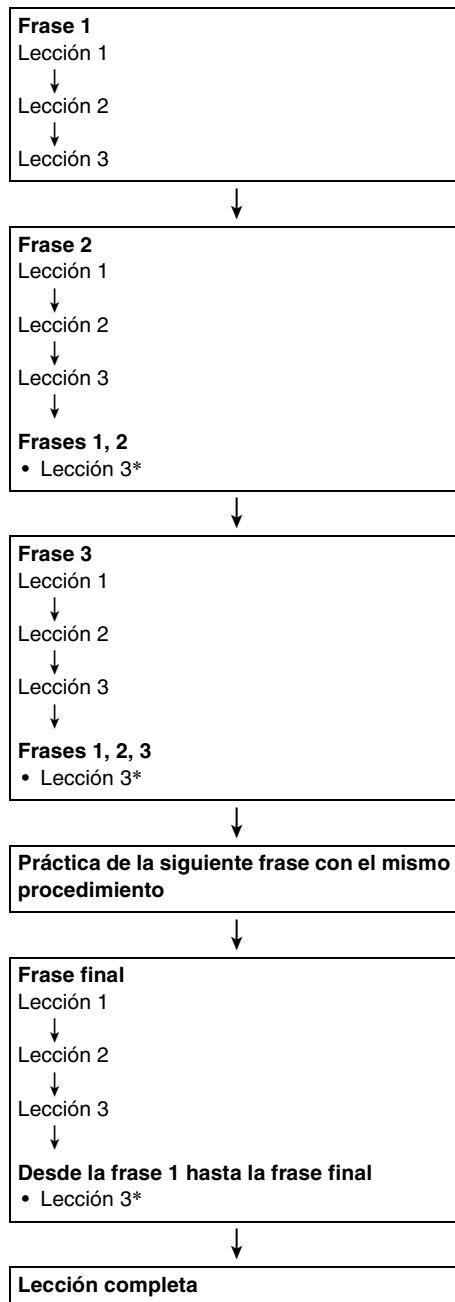 Frase 1
Lección 1
Lección 2
Lección 3
Frase 2
Lección 1
Lección 2
Lección 3
Frases 1, 2
• Lección 3*
Frase 3
Lección 1
Lección 2
Lección 3
Frases 1, 2, 3
• Lección 3*
Práctica de la siguiente frase con el mismo
procedimiento
Frase final
Lección 1
Lección 2
Lección 3
Desde la frase 1 hasta la frase final
• Lección 3*
Lección completa